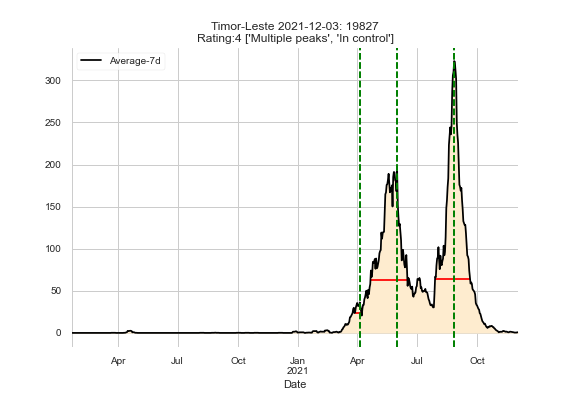 Timor-Leste 2021-12-03: 19827
Rating:4 ['Multiple peaks', 'In control']
Average-7d
300
250
200
150
100
50
0
Apr Jul Oct Jan Apr Jul Oct
2021
Date